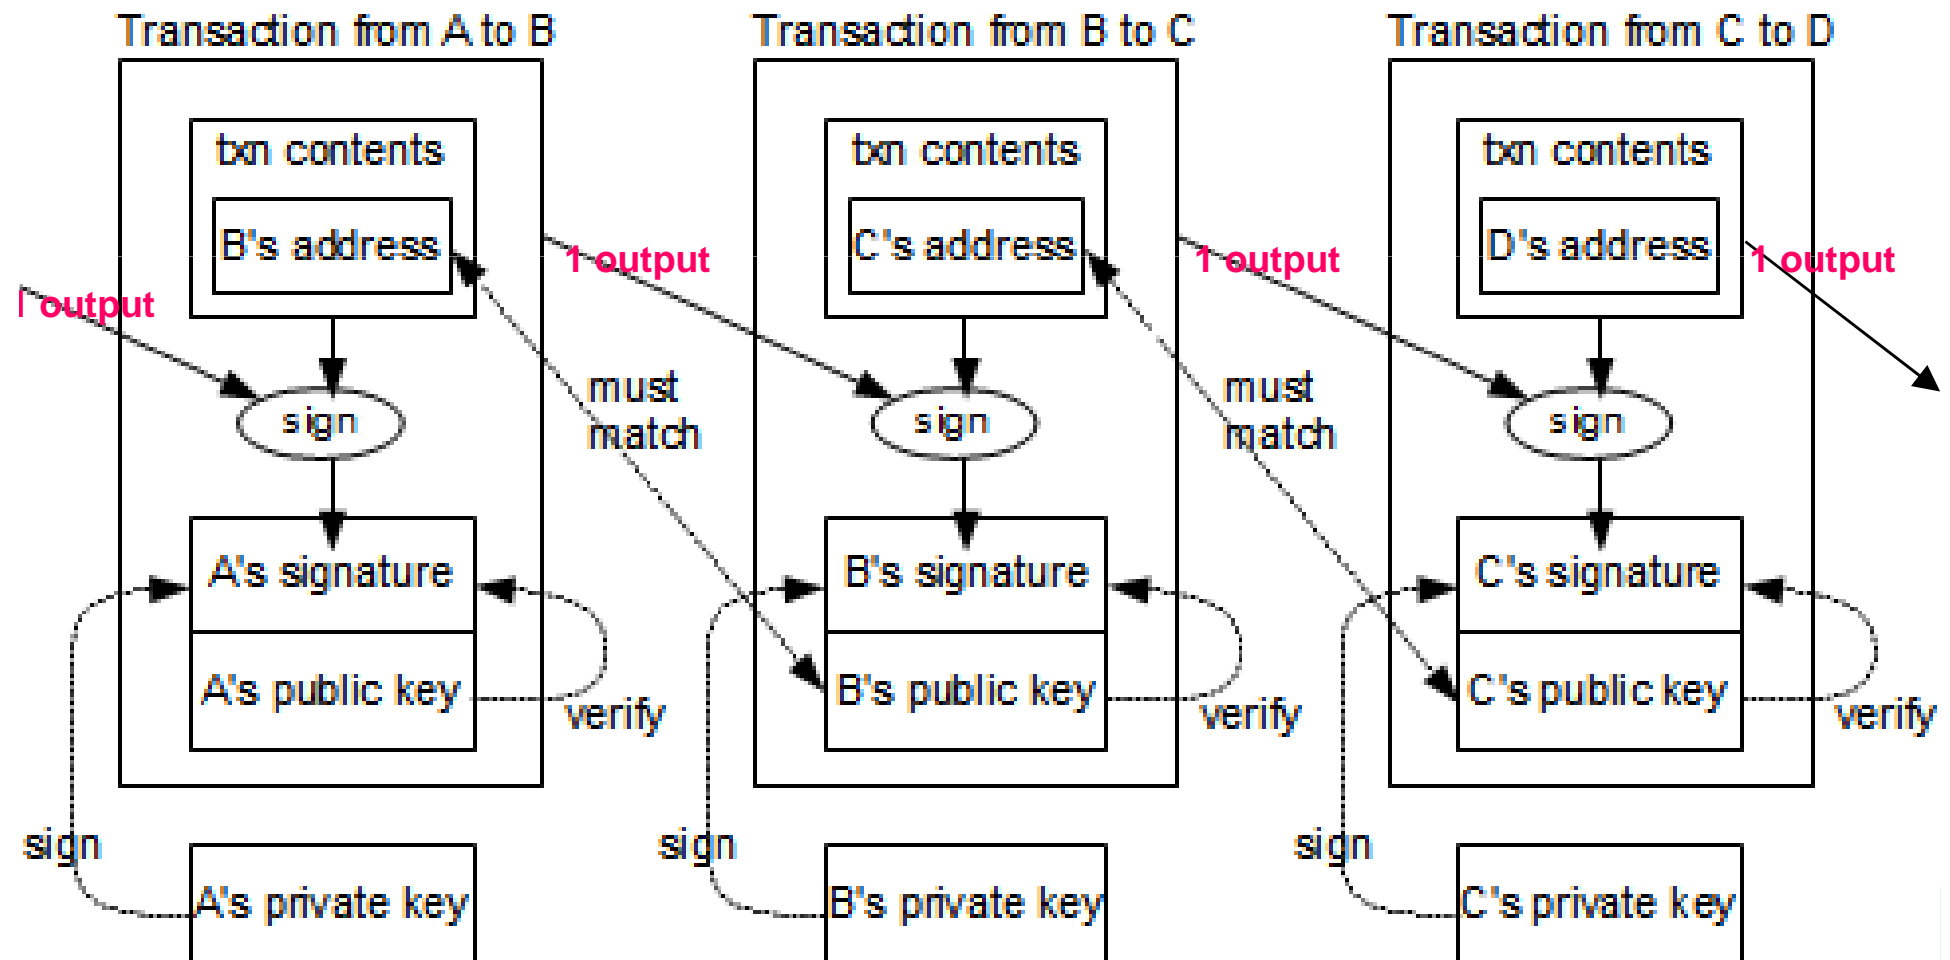 Transaction from A to B
txn contents
B's address
1 output
sign
A's signature
A's public key
verify
sign
A's private key
Transaction from B to C
txn contents
C's address
1 output
must
match
sign
B's signature
B's public key
verify
sign
B's private key
Transaction from C to D
txn contents
D's address
1 output
must
match
sign
C's signature
C's public key
verify
sign
C's private key
1 output